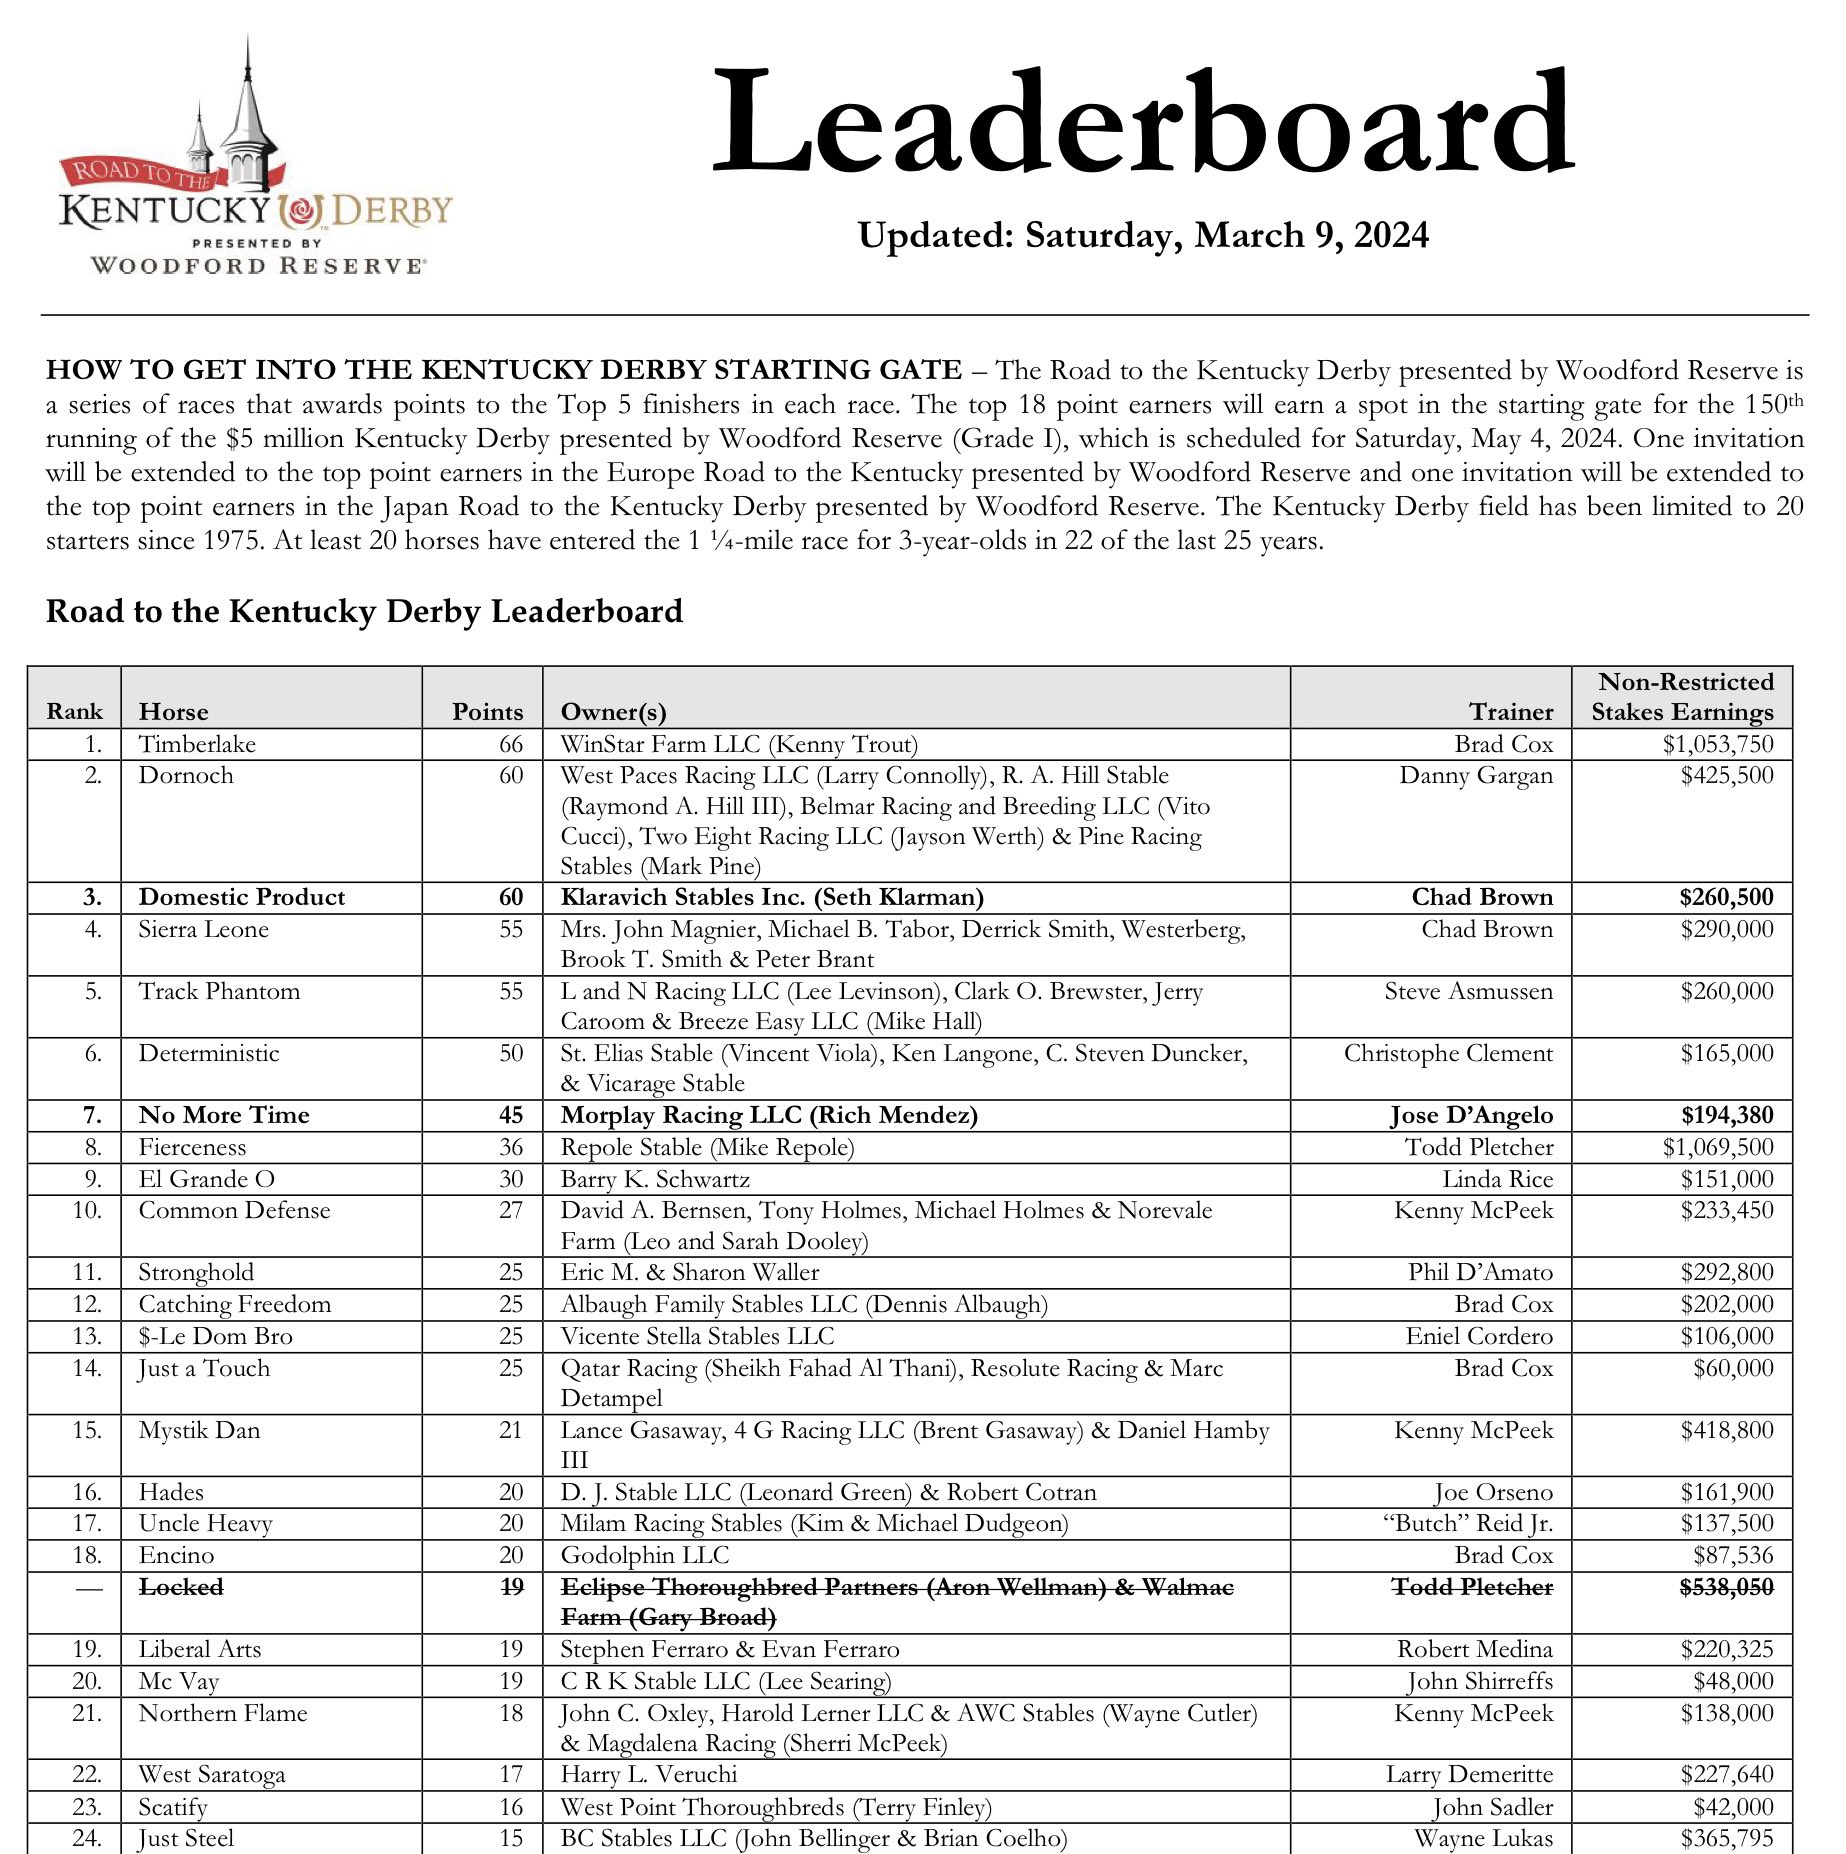 ROAD TO THE
KENTUCKY DERBY
PRESENTED BY
WOODFORD RESERVE
Leaderboard
Updated: Saturday, March 9, 2024
HOW TO GET INTO THE KENTUCKY DERBY STARTING GATE – The Road to the Kentucky Derby presented by Woodford Reserve is
a series of races that awards points to the Top 5 finishers in each race. The top 18 point earners will earn a spot in the starting gate for the 150th
running of the $5 million Kentucky Derby presented by Woodford Reserve (Grade I), which is scheduled for Saturday, May 4, 2024. One invitation
will be extended to the top point earners in the Europe Road to the Kentucky presented by Woodford Reserve and one invitation will be extended to
the top point earners in the Japan Road to the Kentucky Derby presented by Woodford Reserve. The Kentucky Derby field has been limited to 20
starters since 1975. At least 20 horses have entered the 1 ¼-mile race for 3-year-olds in 22 of the last 25 years.
Road to the Kentucky Derby Leaderboard
Non-Restricted
Rank Horse Points Owner(s) Trainer Stakes Earnings
1. Timberlake 66 WinStar Farm LLC (Kenny Trout) Brad Cox $1,053,750
2. Dornoch 60 West Paces Racing LLC (Larry Connolly), R. A. Hill Stable Danny Gargan $425,500
(Raymond A. Hill III), Belmar Racing and Breeding LLC (Vito
Cucci), Two Eight Racing LLC (Jayson Werth) & Pine Racing
Stables (Mark Pine)
3. Domestic Product 60 Klaravich Stables Inc. (Seth Klarman) Chad Brown $260,500
4. Sierra Leone 55 Mrs. John Magnier, Michael B. Tabor, Derrick Smith, Westerberg, Chad Brown $290,000
Brook T. Smith & Peter Brant
5. Track Phantom 55 L and N Racing LLC (Lee Levinson), Clark O. Brewster, Jerry Steve Asmussen $260,000
Caroom & Breeze Easy LLC (Mike Hall)
6. Deterministic 50 St. Elias Stable (Vincent Viola), Ken Langone, C. Steven Duncker, Christophe Clement $165,000
& Vicarage Stable
7. No More Time 45 Morplay Racing LLC (Rich Mendez) Jose D’Angelo $194,380
8. Fierceness 36 Repole Stable (Mike Repole) Todd Pletcher $1,069,500
9. El Grande O 30 Barry K. Schwartz Linda Rice $151,000
10. Common Defense 27 David A. Bernsen, Tony Holmes, Michael Holmes & Norevale Kenny McPeek $233,450
Farm (Leo and Sarah Dooley)
11. Stronghold 25 Eric M. & Sharon Waller Phil D’Amato $292,800
12. Catching Freedom 25 Albaugh Family Stables LLC (Dennis Albaugh) Brad Cox $202,000
13. $-Le Dom Bro 25 Vicente Stella Stables LLC Eniel Cordero $106,000
14. Just a Touch 25 Qatar Racing (Sheikh Fahad Al Thani), Resolute Racing & Marc Brad Cox $60,000
Detampel
15. Mystik Dan 21 Lance Gasaway, 4 G Racing LLC (Brent Gasaway) & Daniel Hamby Kenny McPeek $418,800
III
16. Hades 20 D. J. Stable LLC (Leonard Green) & Robert Cotran Joe Orseno $161,900
17. Uncle Heavy 20 Milam Racing Stables (Kim & Michael Dudgeon) “Butch” Reid Jr. $137,500
18. Encino 20 Godolphin LLC Brad Cox $87,536
— Locked 19 Eclipse Thoroughbred Partners (Aron Wellman) & Walmac Todd Pletcher $538,050
Farm (Gary Broad)
19. Liberal Arts 19 Stephen Ferraro & Evan Ferraro Robert Medina $220,325
20. Mc Vay 19 C R K Stable LLC (Lee Searing) John Shirreffs $48,000
21. Northern Flame 18 John C. Oxley, Harold Lerner LLC & AWC Stables (Wayne Cutler) Kenny McPeek $138,000
& Magdalena Racing (Sherri McPeek)
22. West Saratoga 17 Harry L. Veruchi Larry Demeritte $227,640
23. Scatify 16 West Point Thoroughbreds (Terry Finley) John Sadler $42,000
24. Just Steel 15 BC Stables LLC (John Bellinger & Brian Coelho) Wayne Lukas $365,795